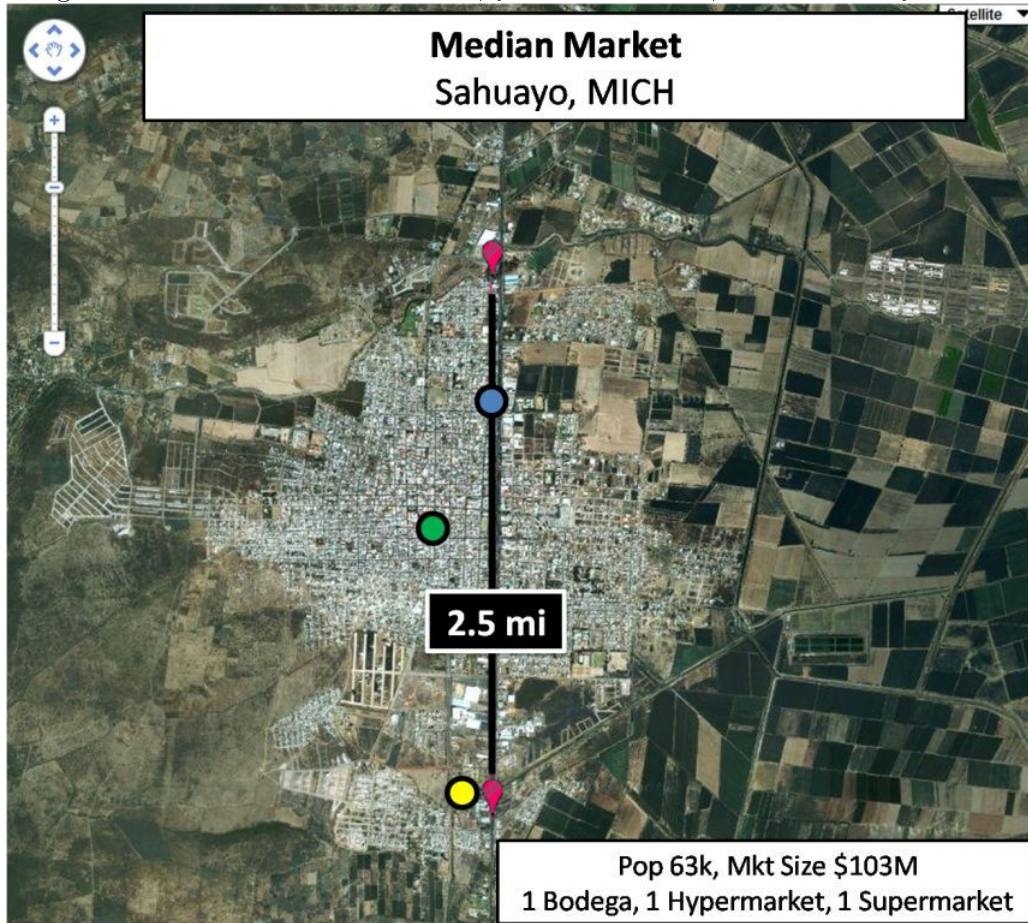 Satellite
Median Market
Sahuayo, MICH
2.5 mi
Pop 63k, Mkt Size $103M
1 Bodega, 1 Hypermarket, 1 Supermarket